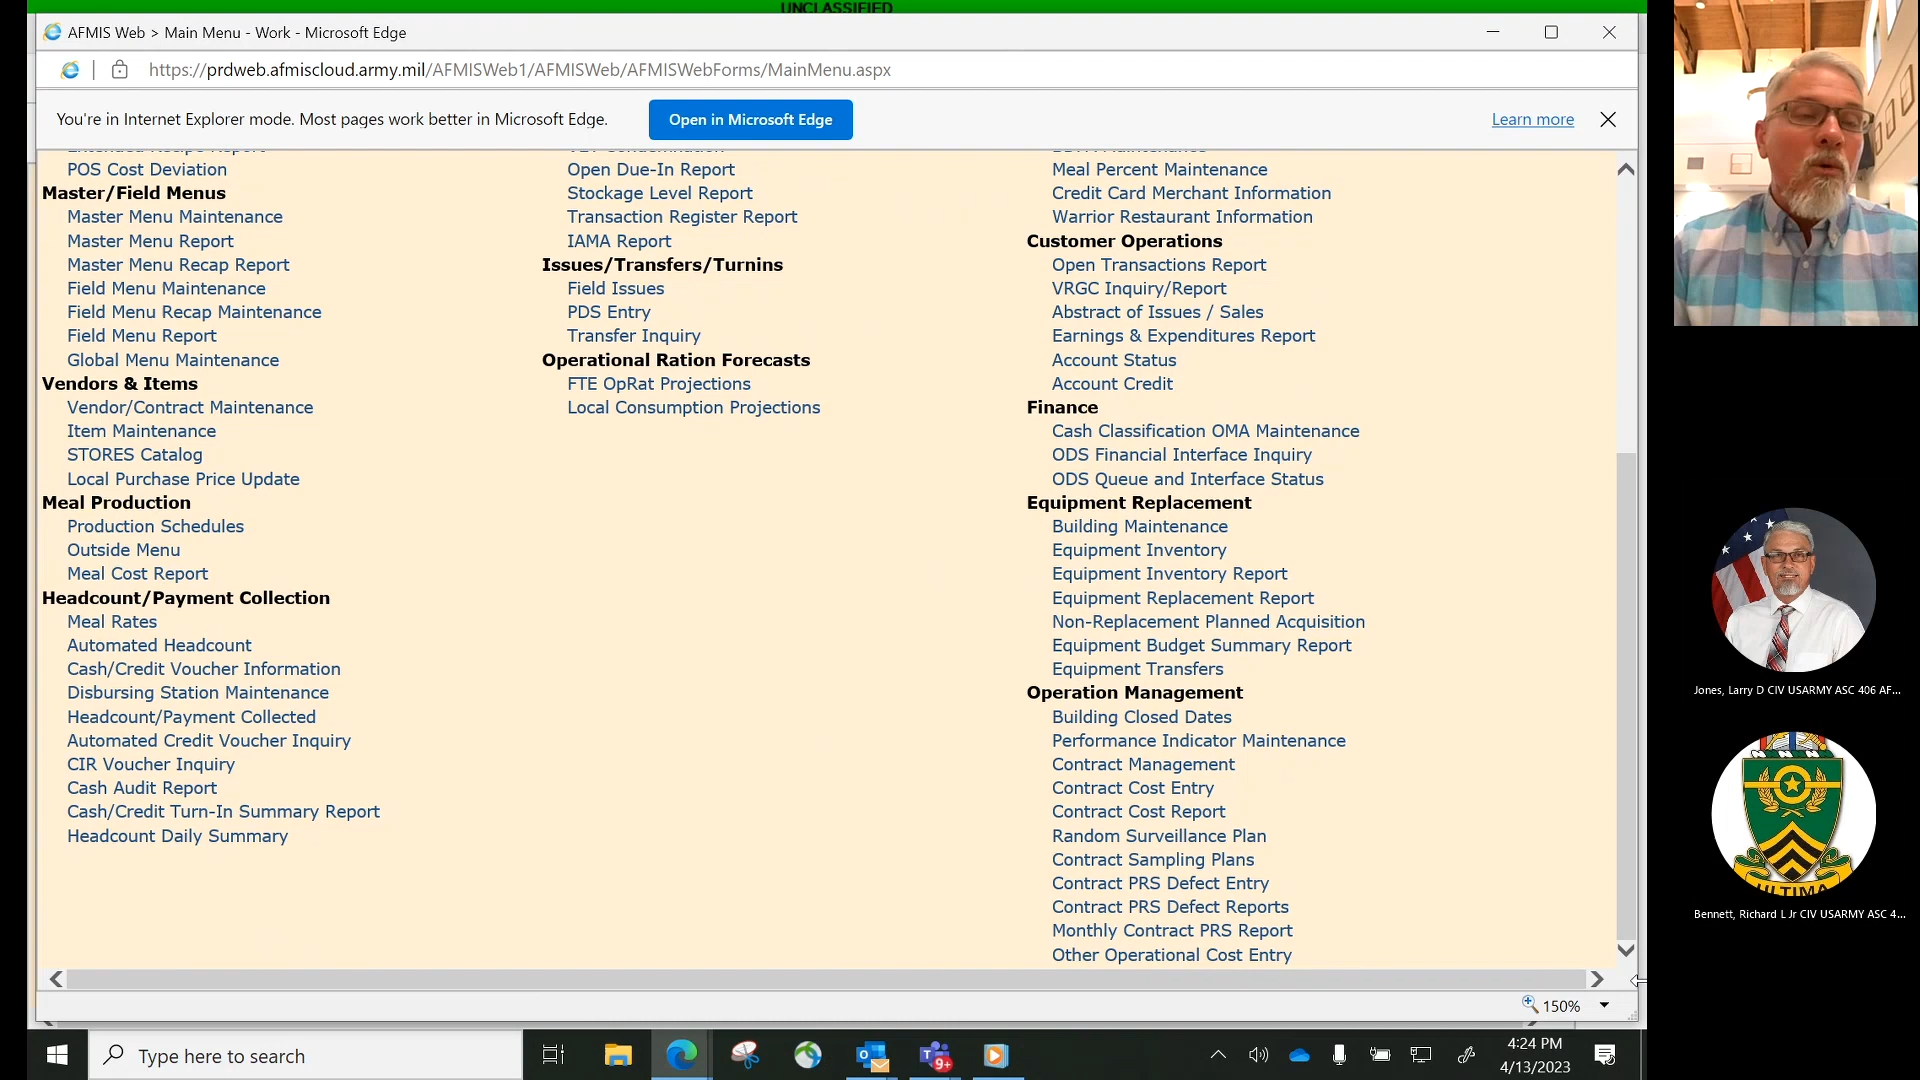 UNCLASSIFIED
AFMIS Web > Main Menu - Work - Microsoft Edge
https://prdweb.afmiscloud.army.mil/AFMISWeb1/AFMISWeb/AFMISWebForms/MainMenu.aspx
You're in Internet Explorer mode. Most pages work better in Microsoft Edge.
Open in Microsoft Edge
Learn more
POS Cost Deviation
Master/Field Menus
Master Menu Maintenance
Master Menu Report
Master Menu Recap Report
Field Menu Maintenance
Field Menu Recap Maintenance
Field Menu Report
Global Menu Maintenance
Vendors & Items
Vendor/Contract Maintenance
Item Maintenance
STORES Catalog
Local Purchase Price Update
Meal Production
Production Schedules
Outside Menu
Meal Cost Report
Headcount/Payment Collection
Meal Rates
Automated Headcount
Cash/Credit Voucher Information
Disbursing Station Maintenance
Headcount/Payment Collected
Automated Credit Voucher Inquiry
CIR Voucher Inquiry
Cash Audit Report
Cash/Credit Turn-In Summary Report
Headcount Daily Summary
Open Due-In Report
Stockage Level Report
Transaction Register Report
IAMA Report
Issues/Transfers/Turnins
Field Issues
PDS Entry
Transfer Inquiry
Operational Ration Forecasts
FTE OpRat Projections
Local Consumption Projections
Meal Percent Maintenance
Credit Card Merchant Information
Warrior Restaurant Information
Customer Operations
Open Transactions Report
VRGC Inquiry/Report
Abstract of Issues / Sales
Earnings & Expenditures Report
Account Status
Account Credit
Finance
Cash Classification OMA Maintenance
ODS Financial Interface Inquiry
ODS Queue and Interface Status
Equipment Replacement
Building Maintenance
Equipment Inventory
Equipment Inventory Report
Equipment Replacement Report
Non-Replacement Planned Acquisition
Equipment Budget Summary Report
Equipment Transfers
Operation Management
Building Closed Dates
Performance Indicator Maintenance
Contract Management
Contract Cost Entry
Contract Cost Report
Random Surveillance Plan
Contract Sampling Plans
Contract PRS Defect Entry
Contract PRS Defect Reports
Monthly Contract PRS Report
Other Operational Cost Entry
150%
Type here to search
9+
4:24 PM
4/13/2023
Jones, Larry D CIV USARMY ASC 406 AF...
ULTIMA
Bennett, Richard L Jr CIV USARMY ASC 4...